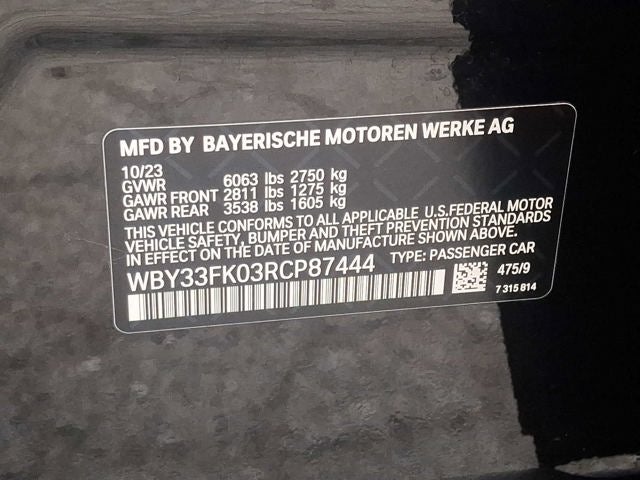 MFD BY BAYERISCHE MOTOREN WERKE AG
10/23
GVWR 6063 lbs 2750 kg
GAWR FRONT 2811 lbs 1275 kg
GAWR REAR 3538 lbs 1605 kg
THIS VEHICLE CONFORMS TO ALL APPLICABLE U.S.FEDERAL MOTOR
VEHICLE SAFETY, BUMPER AND THEFT PREVENTION STANDARDS
IN EFFECT ON THE DATE OF MANUFACTURE SHOWN ABOVE.
WBY33FK03RCP87444 TYPE: PASSENGER CAR
475/9
7 315 814